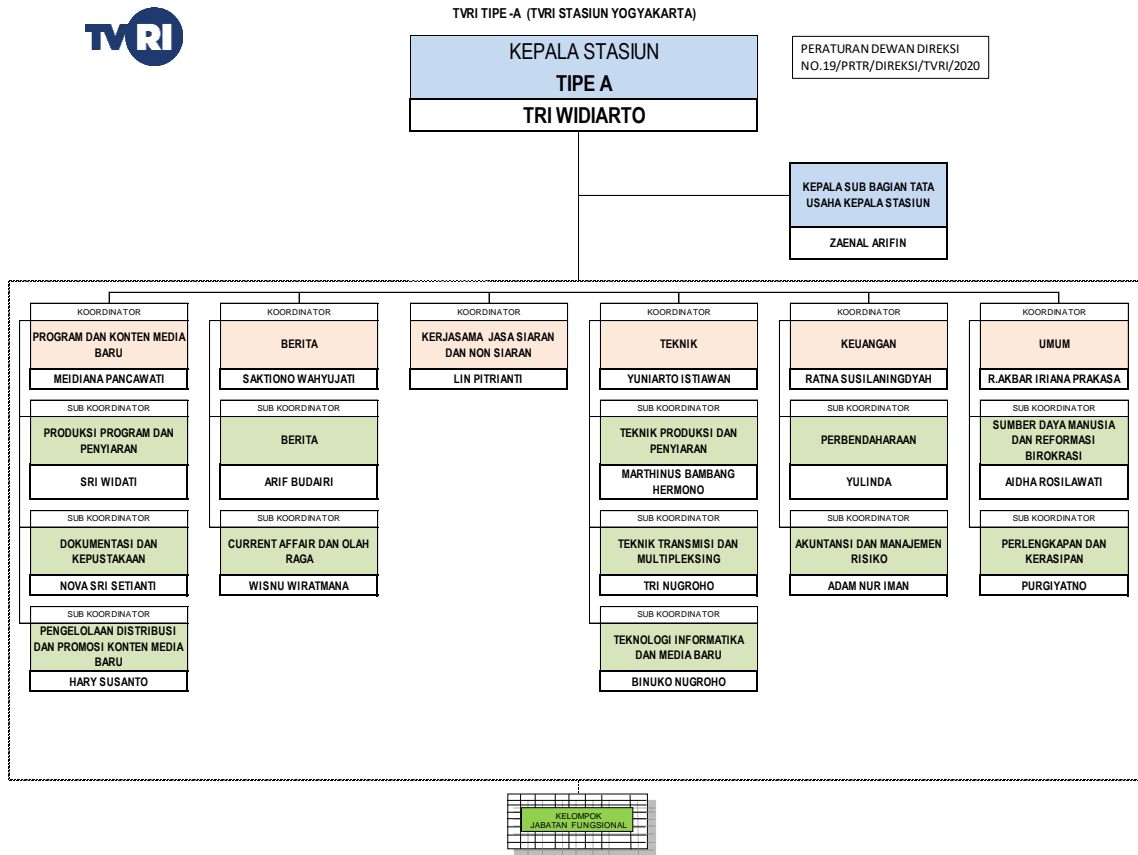 TVRI
TVRI TIPE -A (TVRI STASIUN YOGYAKARTA)
KEPALA STASIUN
TIPE A
TRI WIDIARTO
PERATURAN DEWAN DIREKSI
NO.19/PRTR/DIREKSI/TVRI/2020
KEPALA SUB BAGIAN TATA
USAHA KEPALA STASIUN
ZAENAL ARIFIN
KOORDINATOR
PROGRAM DAN KONTEN MEDIA
BARU
MEIDIANA PANCAWATI
SUB KOORDINATOR
PRODUKSI PROGRAM DAN
PENYIARAN
SRI WIDATI
SUB KOORDINATOR
DOKUMENTASI DAN
KEPUSTAKAAN
NOVA SRI SETIANTI
SUB KOORDINATOR
PENGELOLAAN DISTRIBUSI
DAN PROMOSI KONTEN MEDIA
BARU
HARY SUSANTO
KOORDINATOR
BERITA
SAKTIONO WAHYUJATI
SUB KOORDINATOR
BERITA
ARIF BUDAIRI
SUB KOORDINATOR
CURRENT AFFAIR DAN OLAH
RAGA
WISNU WIRATMANA
KOORDINATOR
KERJASAMA JASA SIARAN
DAN NON SIARAN
LIN PITRIANTI
KOORDINATOR
TEKNIK
YUNIARTO ISTIAWAN
SUB KOORDINATOR
TEKNIK PRODUKSI DAN
PENYIARAN
MARTHINUS BAMBANG
HERMONO
SUB KOORDINATOR
TEKNIK TRANSMISI DAN
MULTIPLEKSING
TRI NUGROHO
SUB KOORDINATOR
TEKNOLOGI INFORMATIKA
DAN MEDIA BARU
BINUKO NUGROHO
KOORDINATOR
KEUANGAN
RATNA SUSILANINGDYAH
SUB KOORDINATOR
PERBENDAHARAAN
YULINDA
SUB KOORDINATOR
AKUNTANSI DAN MANAJEMEN
RISIKO
ADAM NUR IMAN
KOORDINATOR
UMUM
R.AKBAR IRIANA PRAKASA
SUB KOORDINATOR
SUMBER DAYA MANUSIA
DAN REFORMASI
BIROKRASI
AIDHA ROSILAWATI
SUB KOORDINATOR
PERLENGKAPAN DAN
KERASIPAN
PURGIYATNO
KELOMPOK
JABATAN FUNGSIONAL